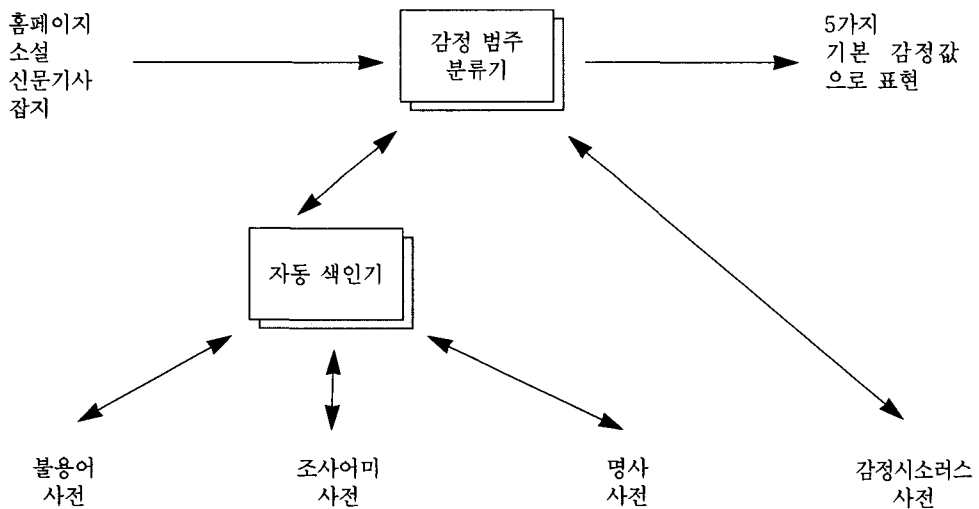 홈페이지
소설
신문기사
잡지
감정 범주
분류기
5가지
기본 감정값
으로 표현
자동 색인기
불용어
사전
조사어미
사전
명사
사전
감정시소러스
사전